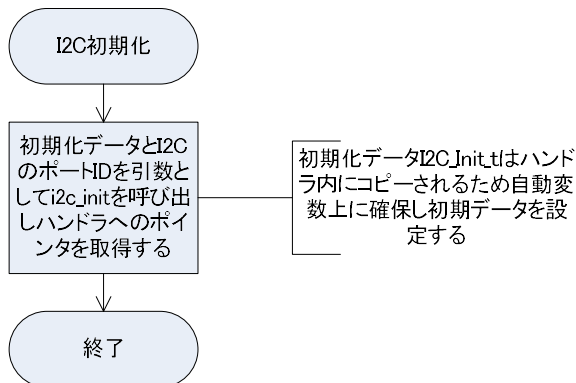 I2C初期化
初期化データとI2C
のポートIDを引数と
してi2c_initを呼び出
しハンドラへのポイ
ンタを取得する
初期化データI2C_Init_tはハンド
ラ内にコピーされるため自動変
数上に確保し初期データを設
定する
終了